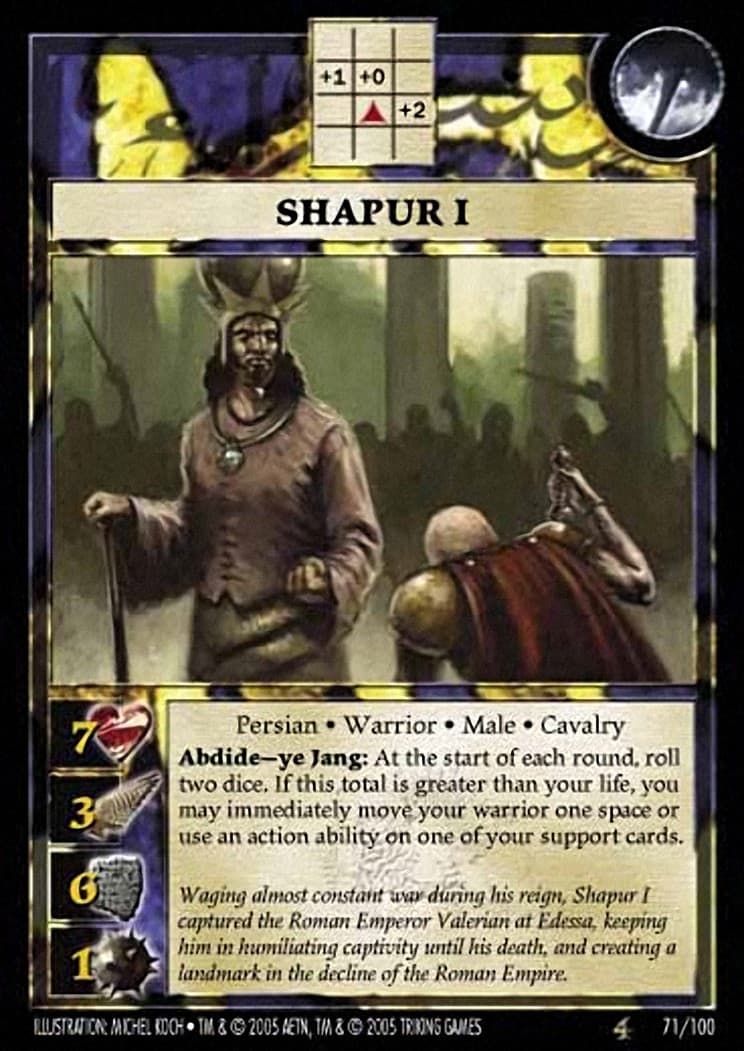 +1 +0
+2
SHAPUR I
7
3
6
1
Persian • Warrior • Male • Cavalry
Abdide–ye Jang: At the start of each round, roll
two dice. If this total is greater than your life, you
may immediately move your warrior one space or
use an action ability on one of your support cards.
Waging almost constant war during his reign, Shapur I
captured the Roman Emperor Valerian at Edessa, keeping
him in humiliating captivity until his death, and creating a
landmark in the decline of the Roman Empire.
ILLUSTRATION: MICHEL KOCH • TM & © 2005 AETN, TM & © 2005 TRIKING GAMES
4 71/100